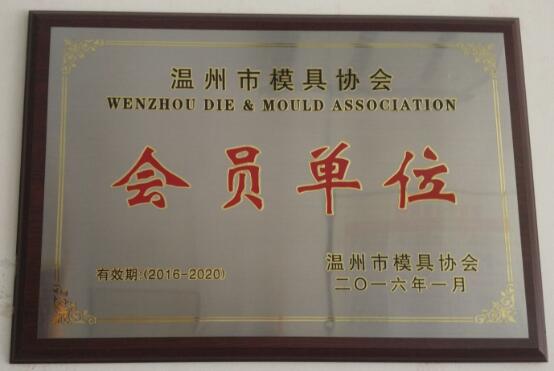 温州市模具协会
WENZHOU DIE & MOULD ASSOCIATION
会员单位
有效期:(2016-2020)
温州市模具协会
二〇一六年一月